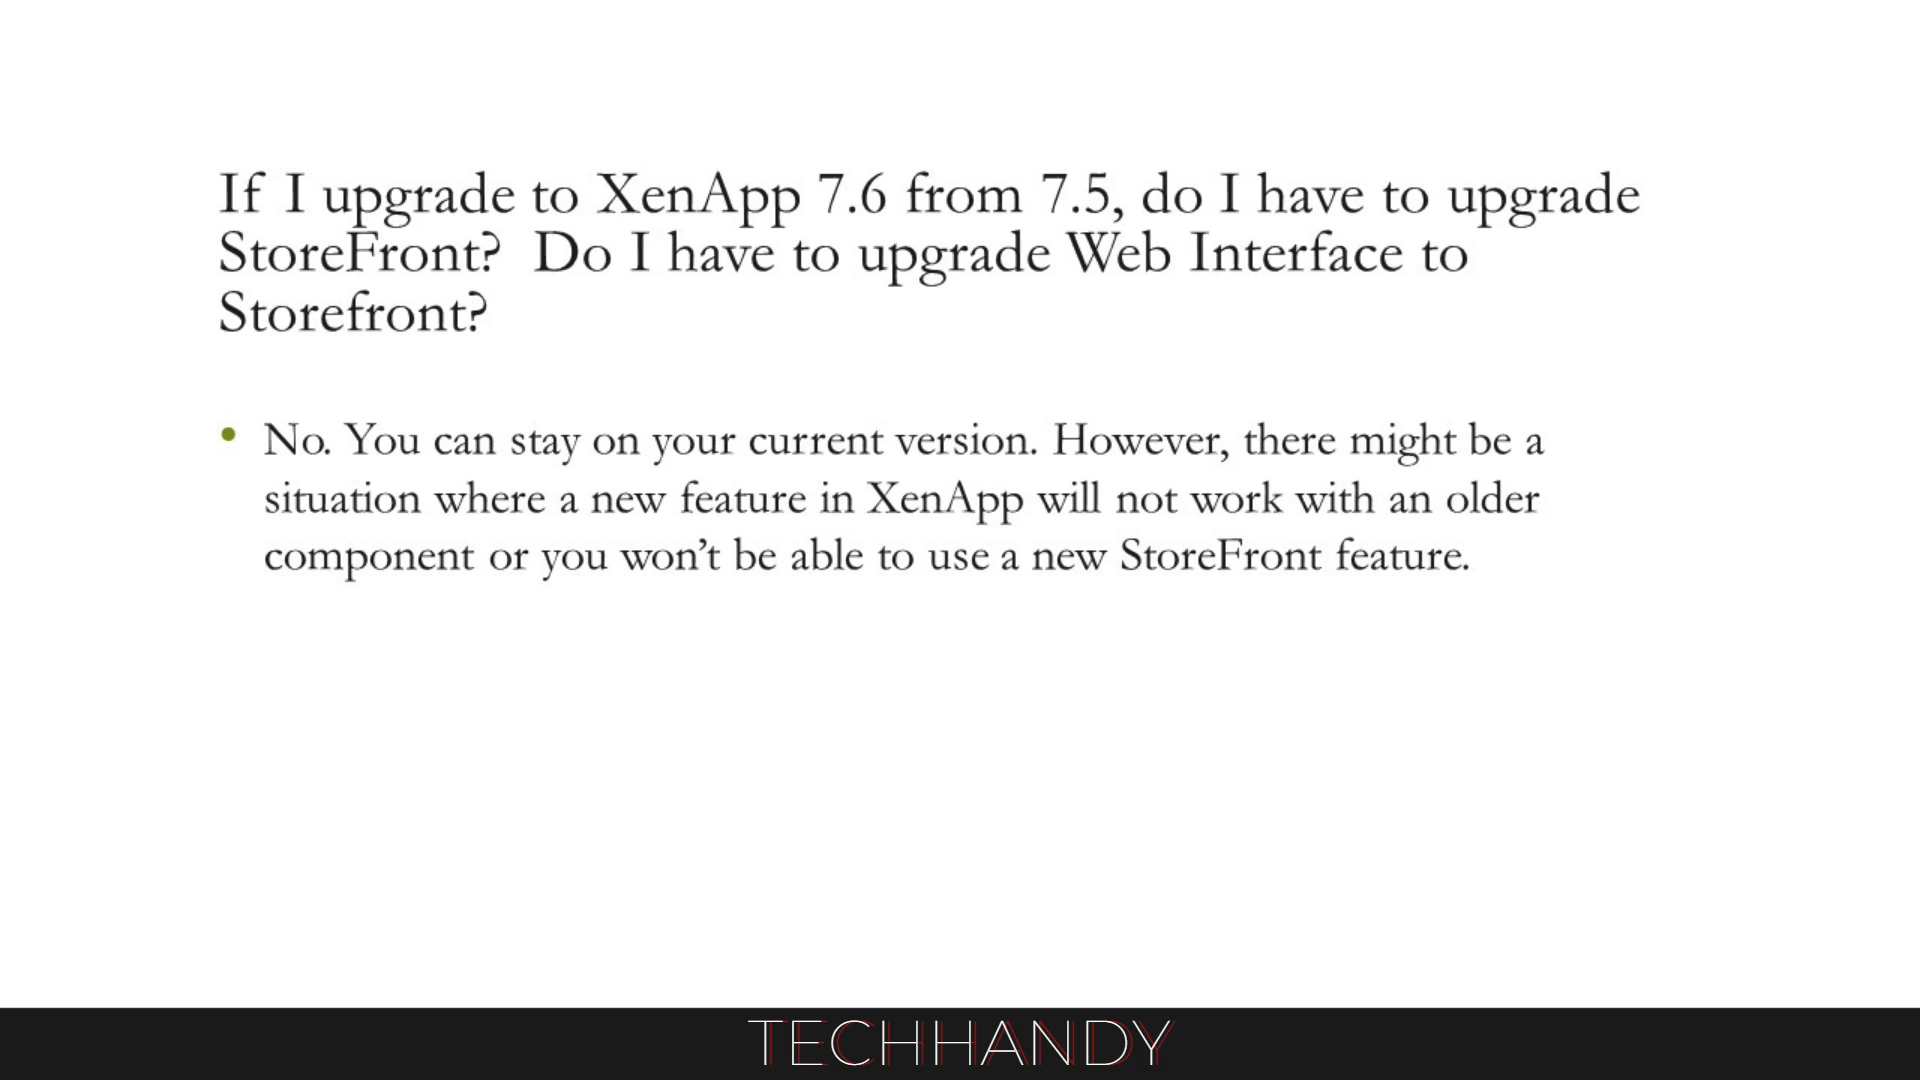 If I upgrade to XenApp 7.6 from 7.5, do I have to upgrade
StoreFront?  Do I have to upgrade Web Interface to
Storefront?
• No. You can stay on your current version. However, there might be a
situation where a new feature in XenApp will not work with an older
component or you won’t be able to use a new StoreFront feature.
TECHHANDY